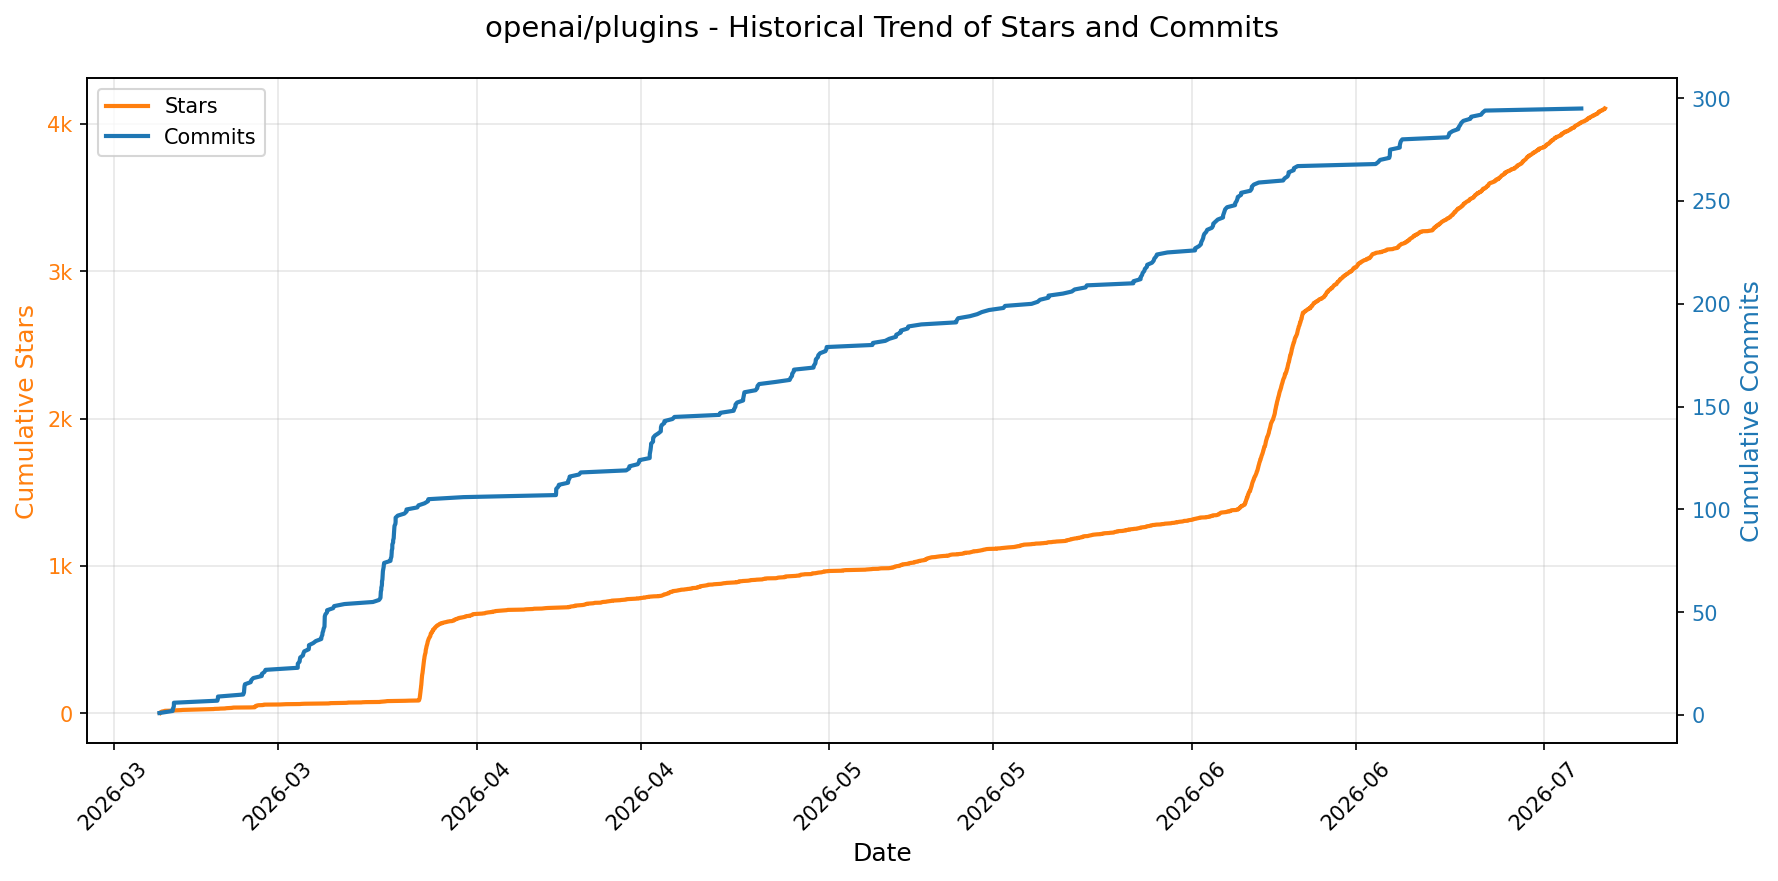 openai/plugins - Historical Trend of Stars and Commits
Stars
Commits
4k
3k
2k
1k
0
Cumulative Stars
300
250
200
150
100
50
0
Cumulative Commits
2026-03
2026-03
2026-04
2026-04
2026-05
2026-05
2026-06
2026-06
2026-07
Date